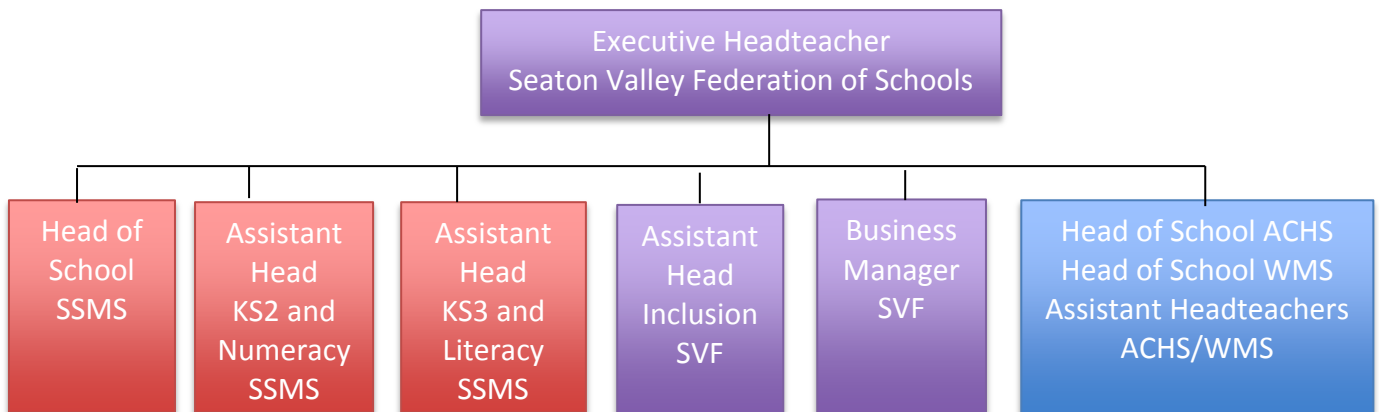 Executive Headteacher
Seaton Valley Federation of Schools
Head of
School
SSMS
Assistant
Head
KS2 and
Numeracy
SSMS
Assistant
Head
KS3 and
Literacy
SSMS
Assistant
Head
Inclusion
SVF
Business
Manager
SVF
Head of School ACHS
Head of School WMS
Assistant Headteachers
ACHS/WMS